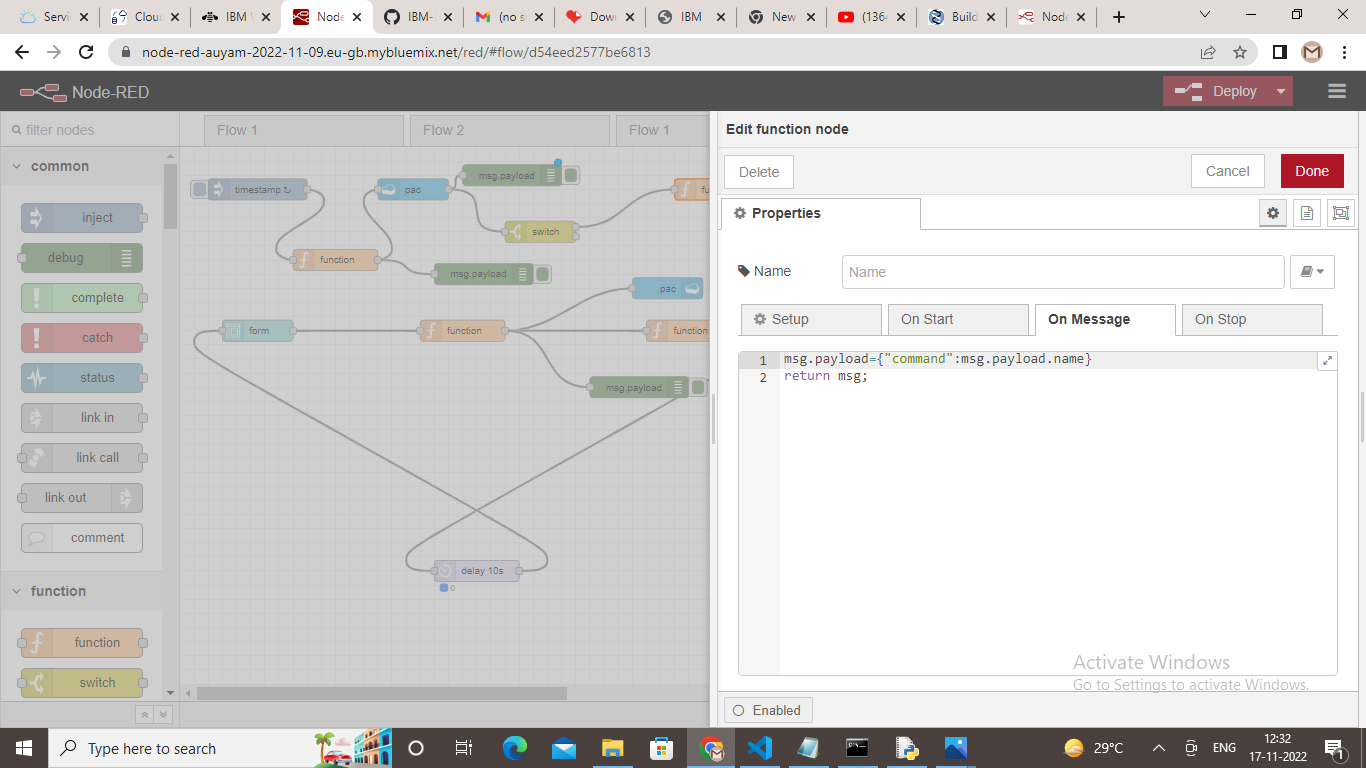 Servic
Cloud
IBM W
Node-
IBM-
(no s
Down
IBM
New
(136
Build
Node
node-red-auyam-2022-11-09.eu-gb.mybluemix.net/red/#flow/d54eed2577be6813
Node-RED
Deploy
filter nodes
Flow 1
Flow 2
Flow 1
Edit function node
Delete
Cancel
Done
common
inject
debug
complete
catch
status
link in
link call
link out
comment
function
function
switch
timestamp ↻
pac
msg.payload
fu
switch
function
msg.payload
pac
form
function
function
msg.payload
delay 10s
0
Properties
Name
Name
Setup
On Start
On Message
On Stop
1 msg.payload={"command":msg.payload.name}
2 return msg;
Activate Windows
Go to Settings to activate Windows.
Enabled
Type here to search
29°C
ENG
12:32
17-11-2022
1